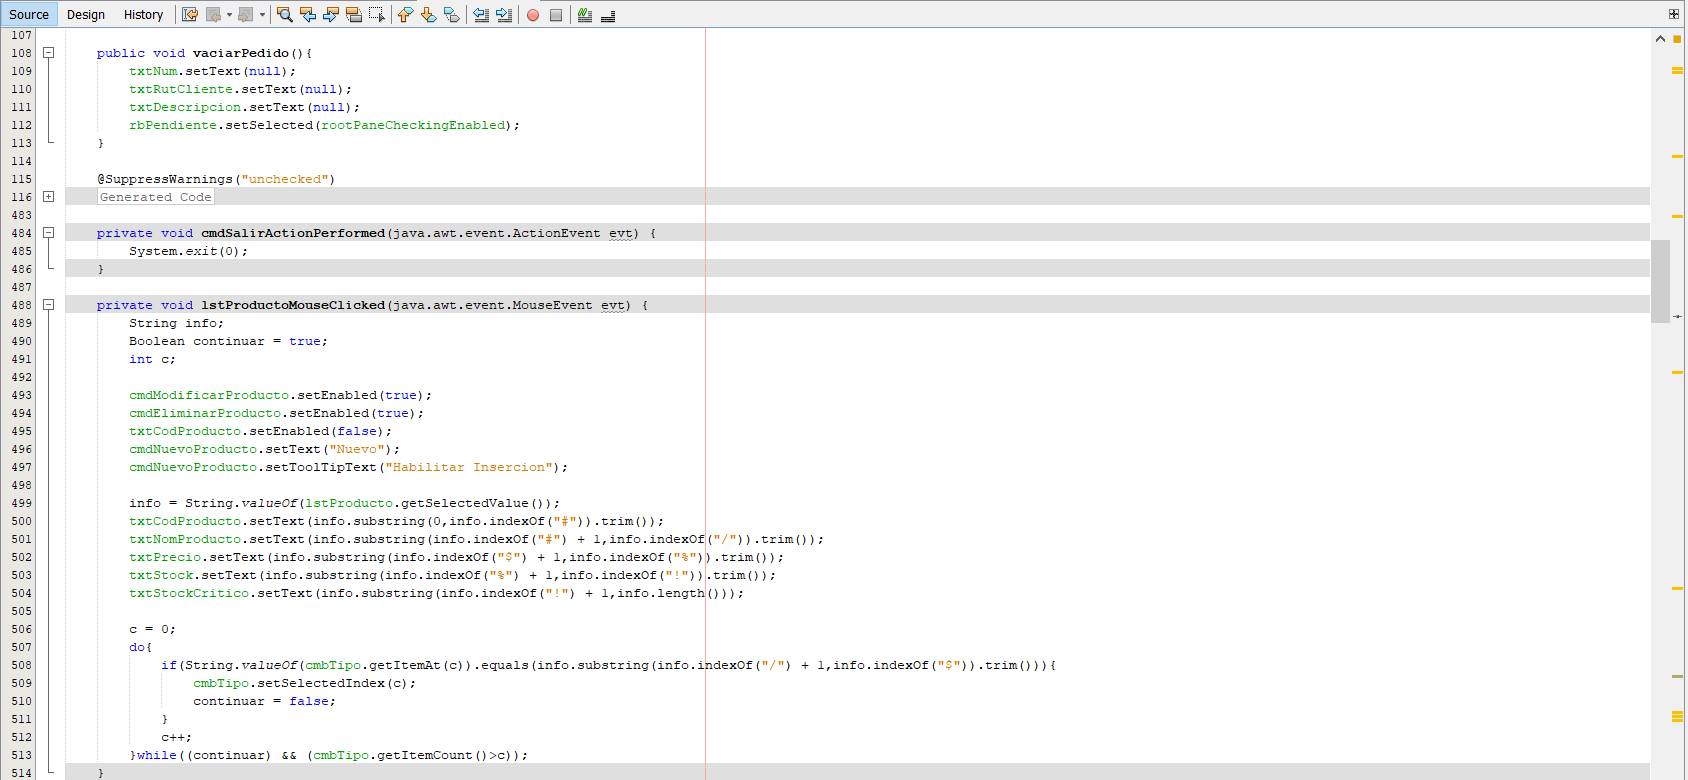 Source Design History
107
108 public void vaciarPedido(){
109 txtNum.setText(null);
110 txtRutCliente.setText(null);
111 txtDescripcion.setText(null);
112 rbPendiente.setSelected(rootPaneCheckingEnabled);
113 }
114
115 @SuppressWarnings("unchecked")
116 Generated Code
483
484 private void cmdSalirActionPerformed(java.awt.event.ActionEvent evt) {
485 System.exit(0);
486 }
487
488 private void lstProductoMouseClicked(java.awt.event.MouseEvent evt) {
489 String info;
490 Boolean continuar = true;
491 int c;
492
493 cmdModificarProducto.setEnabled(true);
494 cmdEliminarProducto.setEnabled(true);
495 txtCodProducto.setEnabled(false);
496 cmdNuevoProducto.setText("Nuevo");
497 cmdNuevoProducto.setToolTipText("Habilitar Insercion");
498
499 info = String.valueOf(lstProducto.getSelectedValue());
500 txtCodProducto.setText(info.substring(0,info.indexOf("#")).trim());
501 txtNomProducto.setText(info.substring(info.indexOf("#") + 1,info.indexOf("/")).trim());
502 txtPrecio.setText(info.substring(info.indexOf("$") + 1,info.indexOf("%")).trim());
503 txtStock.setText(info.substring(info.indexOf("%") + 1,info.indexOf("!")).trim());
504 txtStockCritico.setText(info.substring(info.indexOf("!") + 1,info.length()));
505
506 c = 0;
507 do{
508 if(String.valueOf(cmbTipo.getItemAt(c)).equals(info.substring(info.indexOf("/") + 1,info.indexOf("$")).trim())){
509 cmbTipo.setSelectedIndex(c);
510 continuar = false;
511 }
512 c++;
513 }while((continuar) && (cmbTipo.getItemCount()>c));
514 }